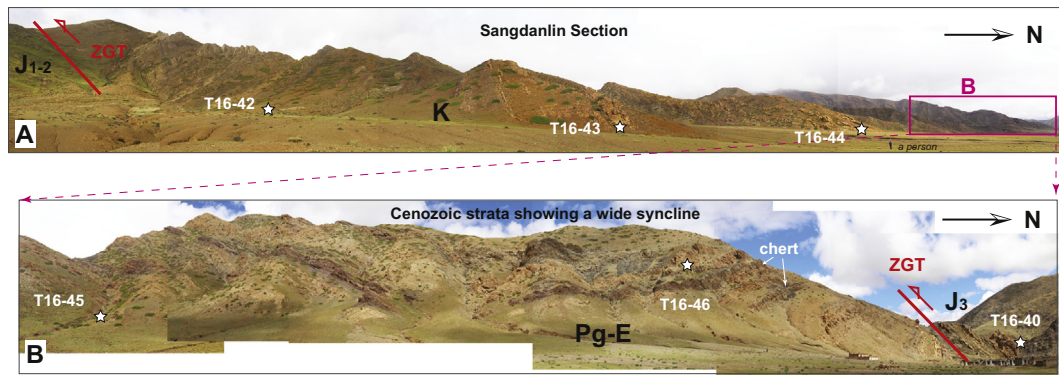 Sangdanlin Section
N
ZGT
J1-2
T16-42
K
T16-43
B
T16-44
a person
A
Cenozoic strata showing a wide syncline
N
chert
ZGT
J3
T16-45
T16-46
T16-40
Pg-E
B